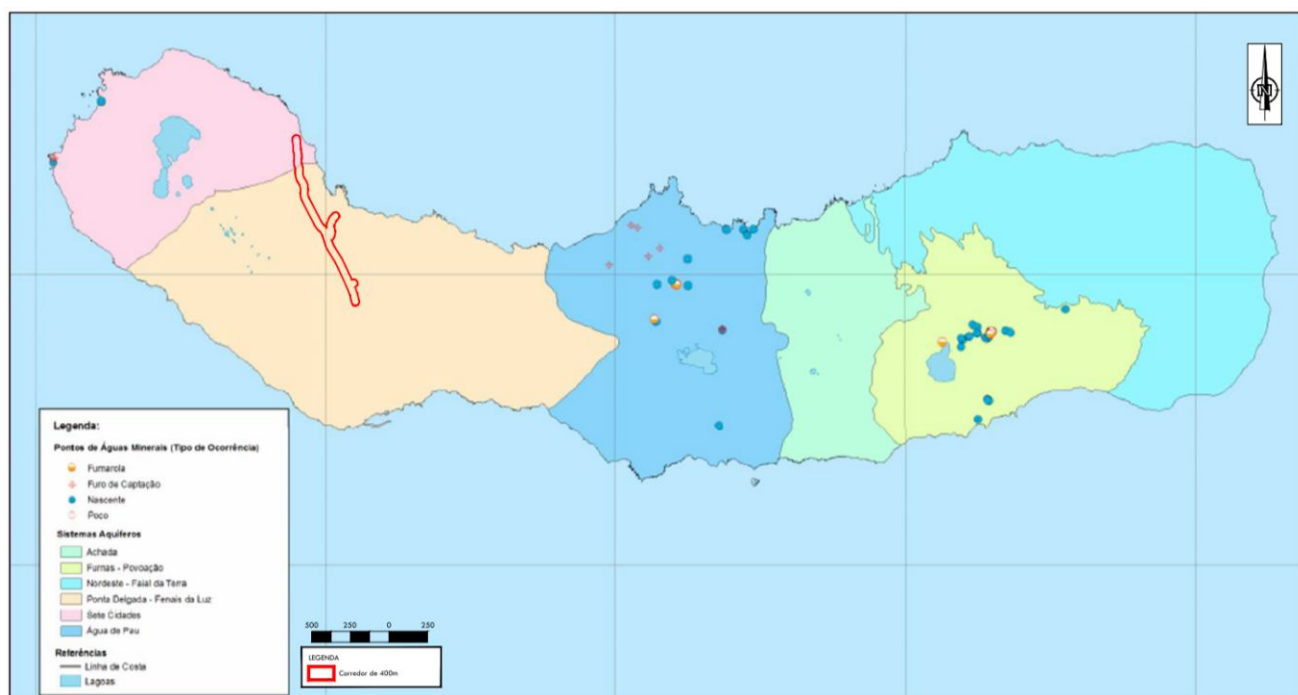 N
Legenda:
Pontos de Águas Minerais (Tipo de Ocorrência)
Fumarola
Furo de Captação
Nascente
Poço
Sistemas Aquíferos
Achada
Furnas - Povoação
Nordeste - Faial da Terra
Ponta Delgada - Fenais da Luz
Sete Cidades
Água de Pau
Referências
Linha de Costa
Lagoas
500 250 0 250
LEGENDA
Corredor de 400m